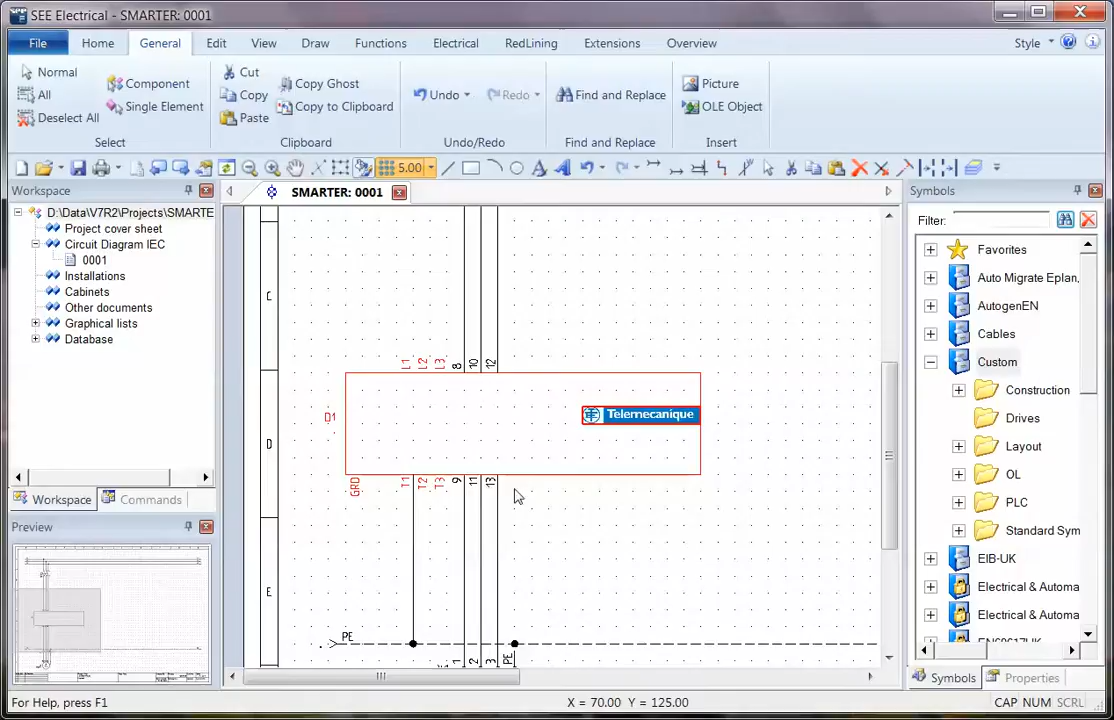 SEE Electrical - SMARTER: 0001
File Home General Edit View Draw Functions Electrical RedLining Extensions Overview Style
Normal
All
Deselect All
Component
Single Element
Select
Cut
Copy
Paste
Copy Ghost
Copy to Clipboard
Clipboard
Undo Redo
Undo/Redo
Find and Replace
Find and Replace
Picture
OLE Object
Insert
5.00
Workspace
D:\Data\V7R2\Projects\SMARTE
Project cover sheet
Circuit Diagram IEC
0001
Installations
Cabinets
Other documents
Graphical lists
Database
Workspace Commands
Preview
SMARTER: 0001
C
D
E
L1 L2 L3 8 10 12
D1
Telemecanique
GRD T1 T2 T3 9 11 13
PE
1 2 3 PE
Symbols
Filter:
Favorites
Auto Migrate Eplan,
AutogenEN
Cables
Custom
Construction
Drives
Layout
OL
PLC
Standard Sym
EIB-UK
Electrical & Automa
Electrical & Automa
EN60617UK
Symbols Properties
For Help, press F1
X = 70.00 Y = 125.00
CAP NUM SCRL